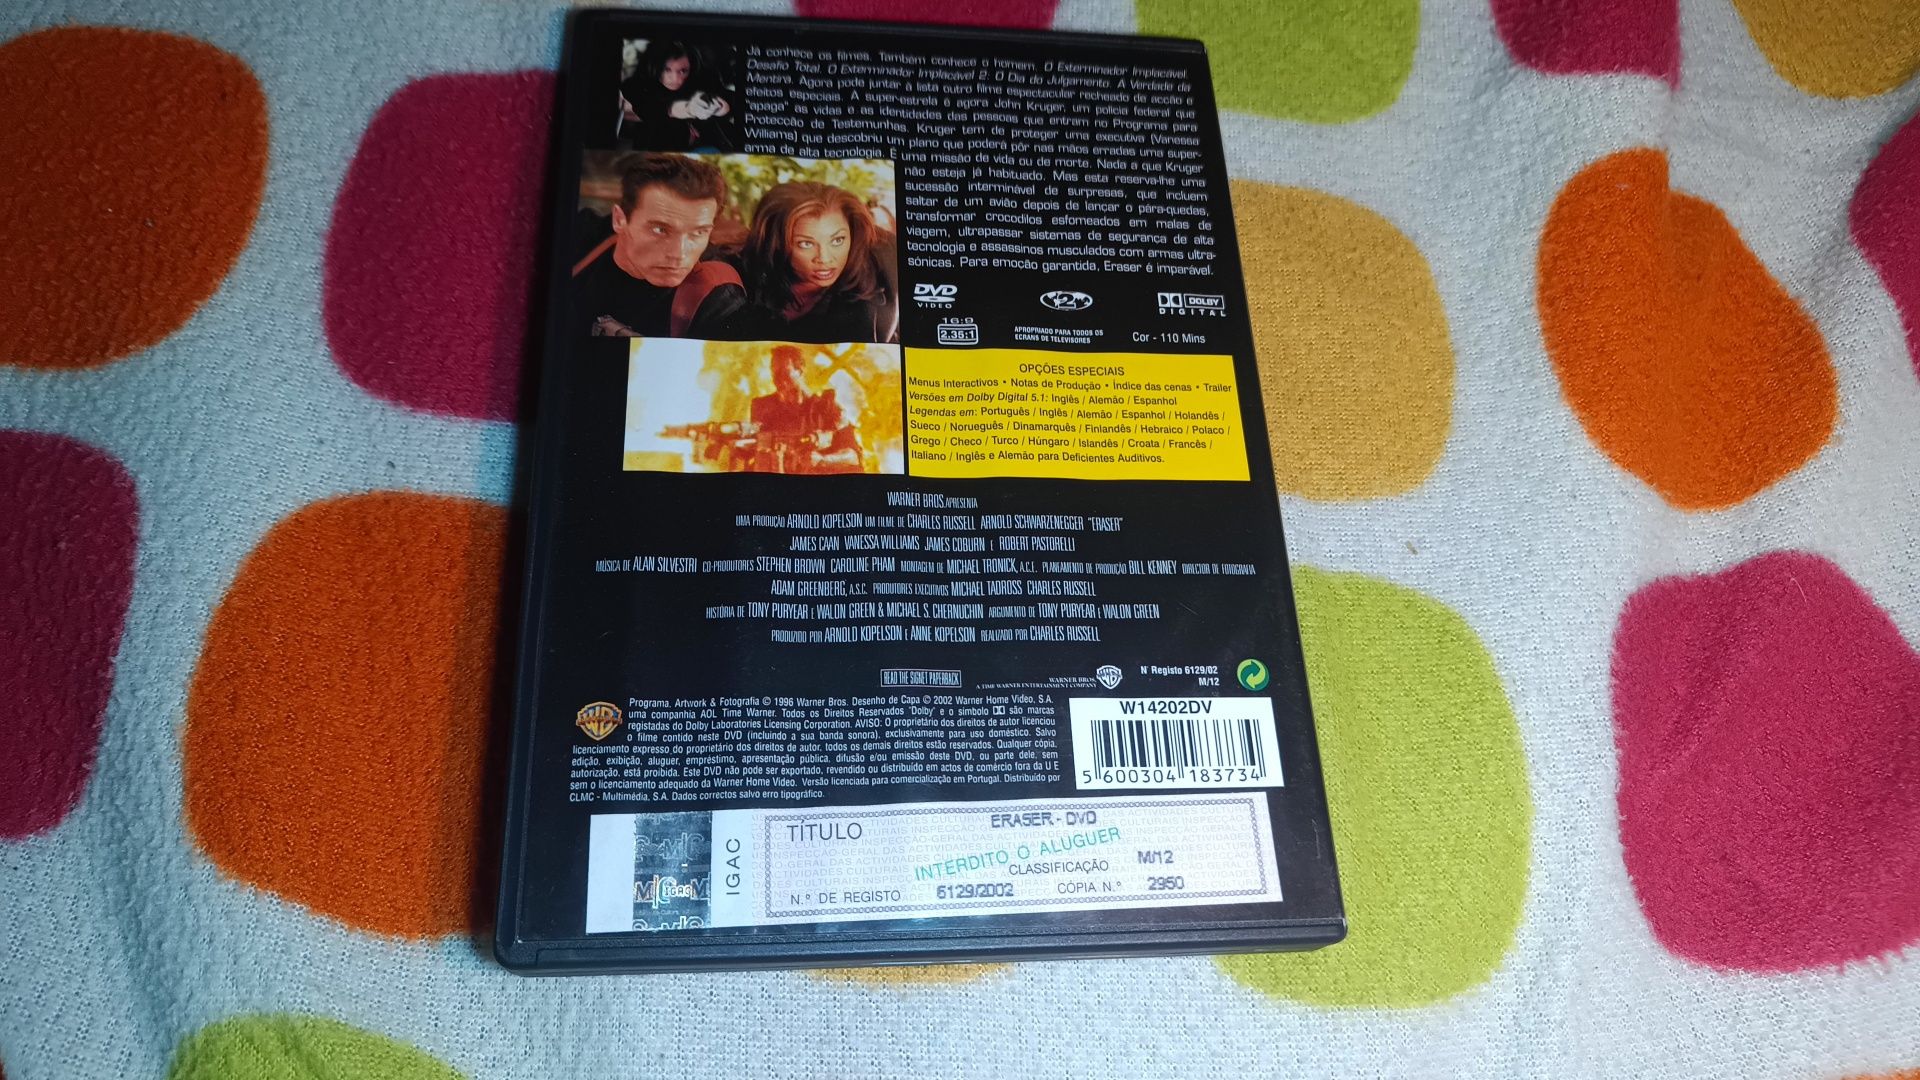 Já conhece os filmes. Também conhece o homem. O Exterminador Implacável.
Desafio Total. O Exterminador Implacável 2: O Dia do Julgamento. A Verdade da
Mentira. Agora pode juntar à lista outro filme espectacular recheado de acção e
efeitos especiais. A super-estrela é agora John Kruger, um polícia federal que
"apaga" as vidas e as identidades das pessoas que entram no Programa para
Protecção de Testemunhas. Kruger tem de proteger uma executiva (Vanessa
Williams) que descobriu um plano que poderá pôr nas mãos erradas uma super-
arma de alta tecnologia. É uma missão de vida ou de morte. Nada a que Kruger
não esteja já habituado. Mas esta reserva-lhe uma
sucessão interminável de surpresas, que incluem
saltar de um avião depois de lançar o pára-quedas,
transformar crocodilos esfomeados em malas de
viagem, ultrapassar sistemas de segurança de alta
tecnologia e assassinos musculados com armas ultra-
sónicas. Para emoção garantida, Eraser é imparável.
DVD
VIDEO
2
DOLBY
DIGITAL
16:9
2.35:1
APROPRIADO PARA TODOS OS
ECRANS DE TELEVISORES
Cor - 110 Mins
OPÇÕES ESPECIAIS
Menus Interactivos • Notas de Produção • Índice das cenas • Trailer
Versões em Dolby Digital 5.1: Inglês / Alemão / Espanhol
Legendas em: Português / Inglês / Alemão / Espanhol / Holandês /
Sueco / Norueguês / Dinamarquês / Finlandês / Hebraico / Polaco /
Grego / Checo / Turco / Húngaro / Islandês / Croata / Francês /
Italiano / Inglês e Alemão para Deficientes Auditivos.
WARNER BROS. APRESENTA
UMA PRODUÇÃO ARNOLD KOPELSON UM FILME DE CHARLES RUSSELL ARNOLD SCHWARZENEGGER "ERASER"
JAMES CAAN VANESSA WILLIAMS JAMES COBURN E ROBERT PASTORELLI
MÚSICA DE ALAN SILVESTRI CO-PRODUTORES STEPHEN BROWN CAROLINE PHAM MONTAGEM DE MICHAEL TRONICK, A.C.E. PLANEAMENTO DE PRODUÇÃO BILL KENNEY DIRECTOR DE FOTOGRAFIA
ADAM GREENBERG, A.S.C. PRODUTORES EXECUTIVOS MICHAEL TADROSS CHARLES RUSSELL
HISTÓRIA DE TONY PURYEAR E WALON GREEN & MICHAEL S. CHERNUCHIN ARGUMENTO DE TONY PURYEAR E WALON GREEN
PRODUZIDO POR ARNOLD KOPELSON E ANNE KOPELSON REALIZADO POR CHARLES RUSSELL
READ THE SIGNET PAPERBACK
WARNER BROS.
A TIME WARNER ENTERTAINMENT COMPANY
Nº Registo 6129/02
M/12
Programa, Artwork & Fotografia © 1996 Warner Bros. Desenho de Capa © 2002 Warner Home Video, S.A.
uma companhia AOL Time Warner. Todos os Direitos Reservados "Dolby" e o símbolo DD são marcas
registadas do Dolby Laboratories Licensing Corporation. AVISO: O proprietário dos direitos de autor licenciou
o filme contido neste DVD (incluindo a sua banda sonora), exclusivamente para uso doméstico. Salvo
licenciamento expresso do proprietário dos direitos de autor, todos os demais direitos estão reservados. Qualquer cópia,
edição, exibição, aluguer, empréstimo, apresentação pública, difusão e/ou emissão deste DVD, ou parte dele, sem
autorização, está proibida. Este DVD não pode ser exportado, revendido ou distribuído em actos de comércio fora da U E
sem o licenciamento adequado da Warner Home Video. Versão licenciada para comercialização em Portugal. Distribuído por
CLMC - Multimédia, S.A. Dados correctos salvo erro tipográfico.
W14202DV
5 600304 183734
IGAC
TÍTULO
ERASER - DVD
INTERDITO O ALUGUER
CLASSIFICAÇÃO M/12
N.º DE REGISTO 6129/2002 CÓPIA N.º 2950